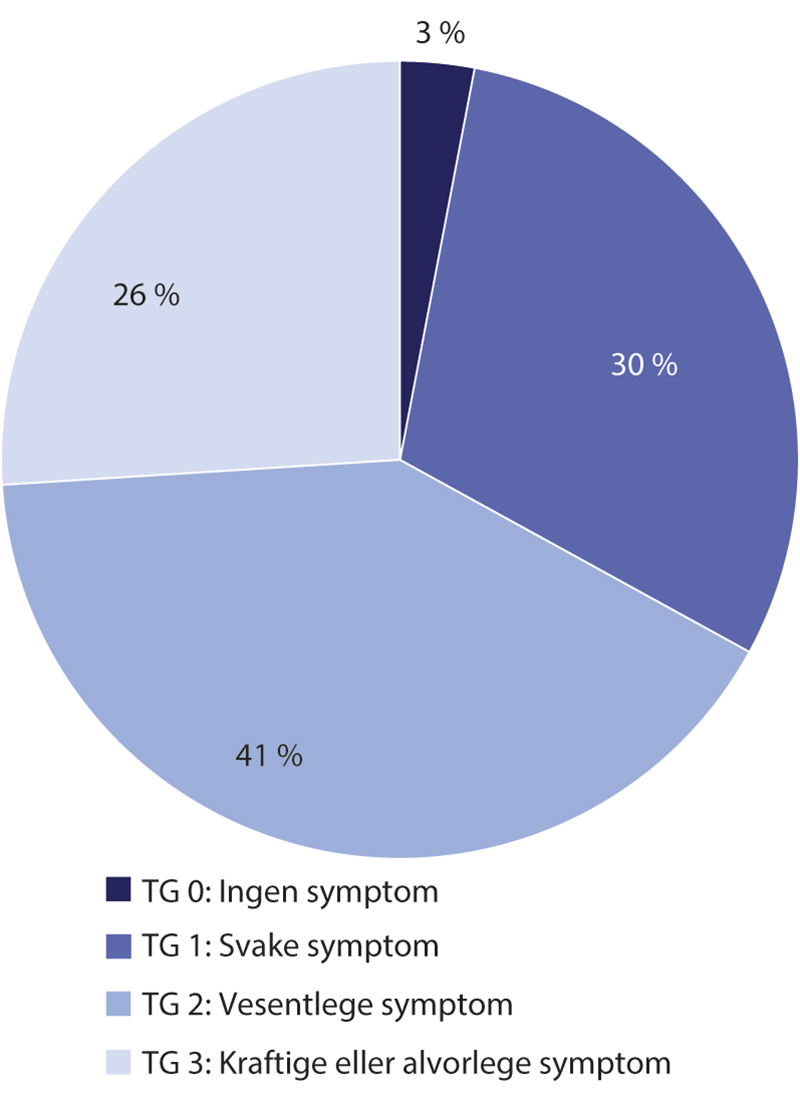 3 %
26 %
30 %
41 %
TG 0: Ingen symptom
TG 1: Svake symptom
TG 2: Vesentlege symptom
TG 3: Kraftige eller alvorlege symptom